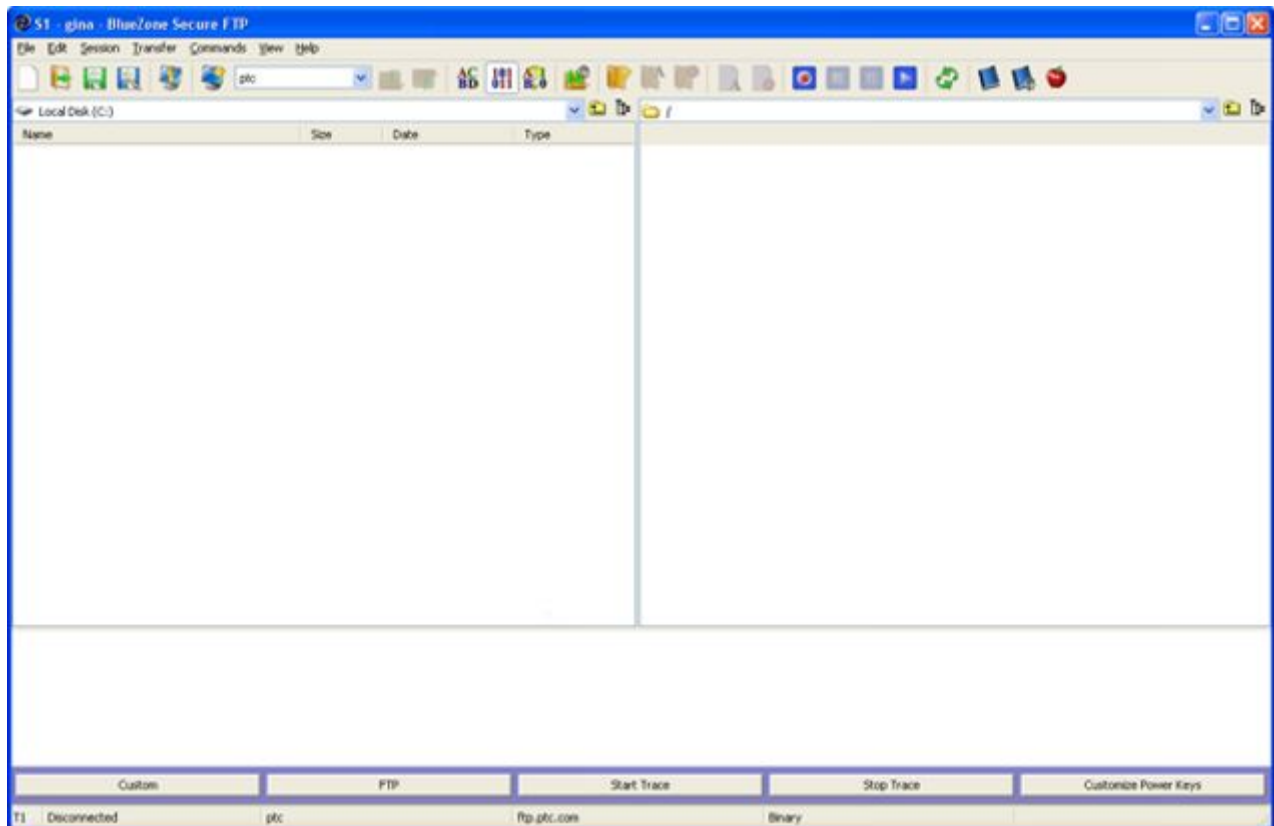 S1 - gina - BlueZone Secure FTP
File Edit Session Transfer Commands View Help
ptc
Local Disk (C:)
/
Name Size Date Type
Custom FTP Start Trace Stop Trace Customize Power Keys
T1 Disconnected ptc ftp.ptc.com Binary